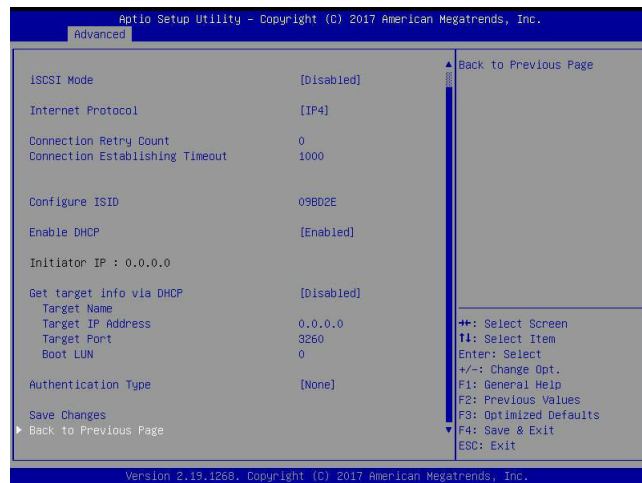 Aptio Setup Utility – Copyright (C) 2017 American Megatrends, Inc.
Advanced
iSCSI Mode [Disabled]
Internet Protocol [IP4]
Connection Retry Count 0
Connection Establishing Timeout 1000
Configure ISID 09BD2E
Enable DHCP [Enabled]
Initiator IP : 0.0.0.0
Get target info via DHCP [Disabled]
Target Name
Target IP Address 0.0.0.0
Target Port 3260
Boot LUN 0
Authentication Type [None]
Save Changes
Back to Previous Page
Back to Previous Page
→←: Select Screen
↑↓: Select Item
Enter: Select
+/-: Change Opt.
F1: General Help
F2: Previous Values
F3: Optimized Defaults
F4: Save & Exit
ESC: Exit
Version 2.19.1268. Copyright (C) 2017 American Megatrends, Inc.